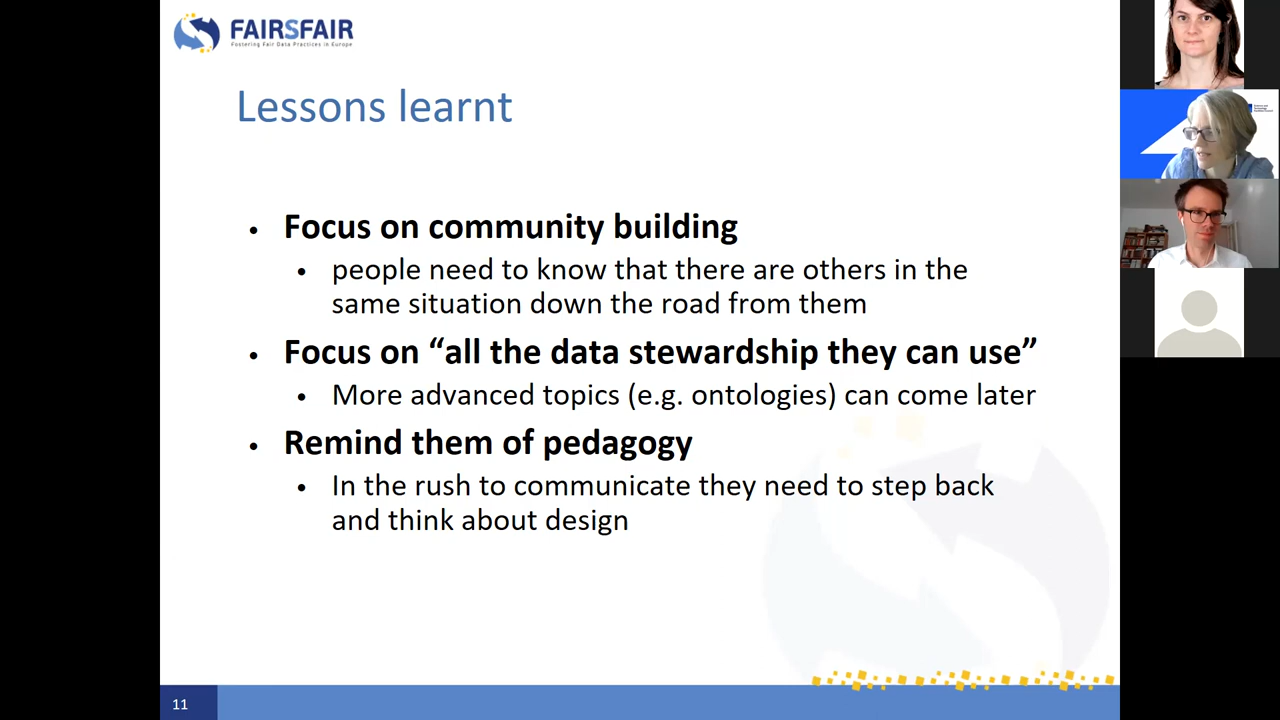 FAIRSFAIR
Fostering Fair Data Practices in Europe
Lessons learnt
• Focus on community building
• people need to know that there are others in the
same situation down the road from them
• Focus on “all the data stewardship they can use”
• More advanced topics (e.g. ontologies) can come later
• Remind them of pedagogy
• In the rush to communicate they need to step back
and think about design
11